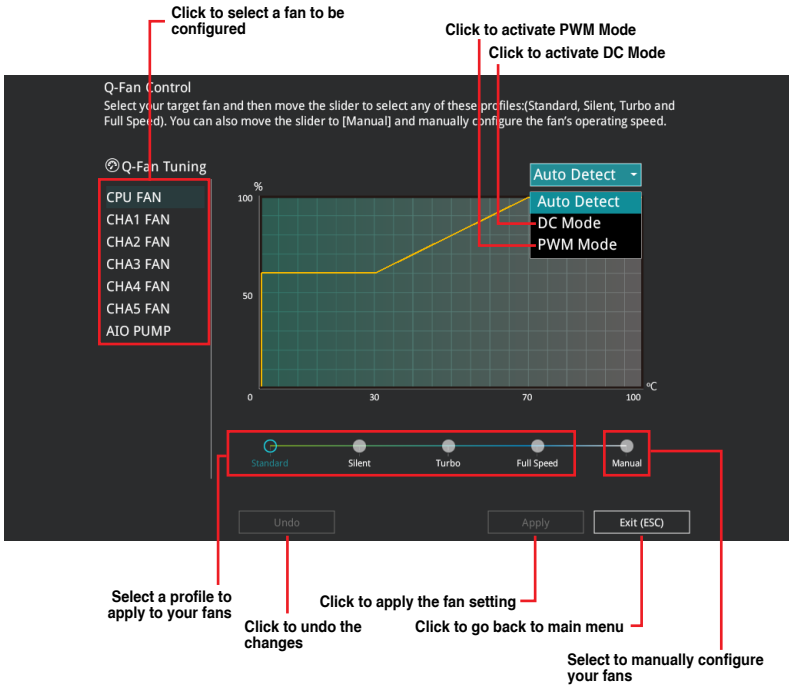 Click to select a fan to be
configured
Click to activate PWM Mode
Click to activate DC Mode
Q-Fan Control
Select your target fan and then move the slider to select any of these profiles:(Standard, Silent, Turbo and
Full Speed). You can also move the slider to [Manual] and manually configure the fan's operating speed.
Q-Fan Tuning
Auto Detect
CPU FAN
CHA1 FAN
CHA2 FAN
CHA3 FAN
CHA4 FAN
CHA5 FAN
AIO PUMP
%
100
50
0
30
70
100
°C
Auto Detect
DC Mode
PWM Mode
Standard
Silent
Turbo
Full Speed
Manual
Undo
Apply
Exit (ESC)
Select a profile to
apply to your fans
Click to undo the
changes
Click to apply the fan setting
Click to go back to main menu
Select to manually configure
your fans